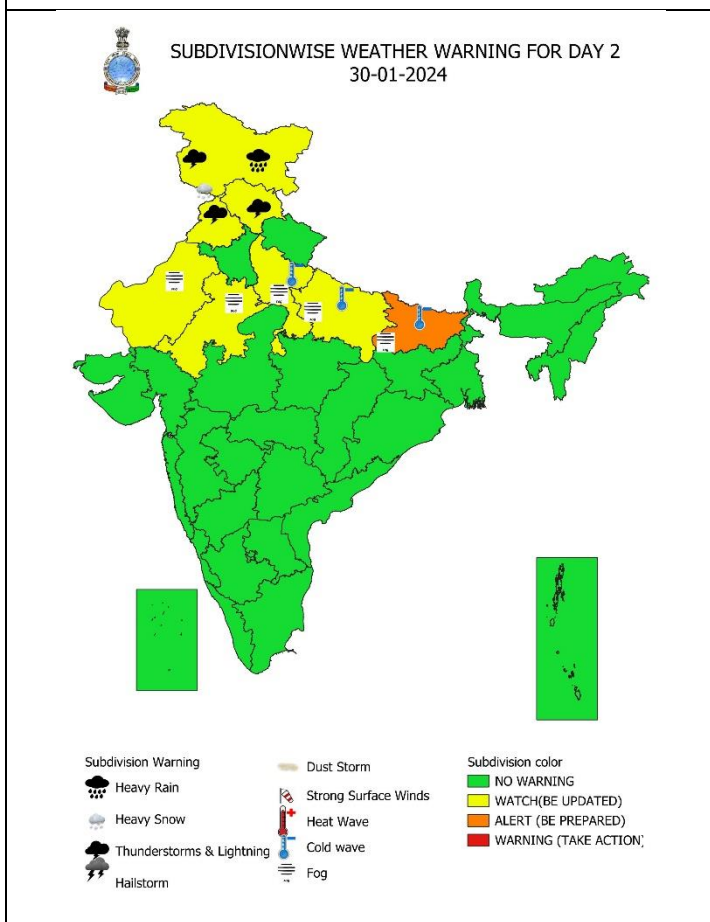 SUBDIVISIONWISE WEATHER WARNING FOR DAY 2
30-01-2024
Subdivision Warning
Heavy Rain
Heavy Snow
Thunderstorms & Lightning
Hailstorm
Dust Storm
Strong Surface Winds
Heat Wave
Cold wave
Fog
Subdivision color
NO WARNING
WATCH(BE UPDATED)
ALERT (BE PREPARED)
WARNING (TAKE ACTION)